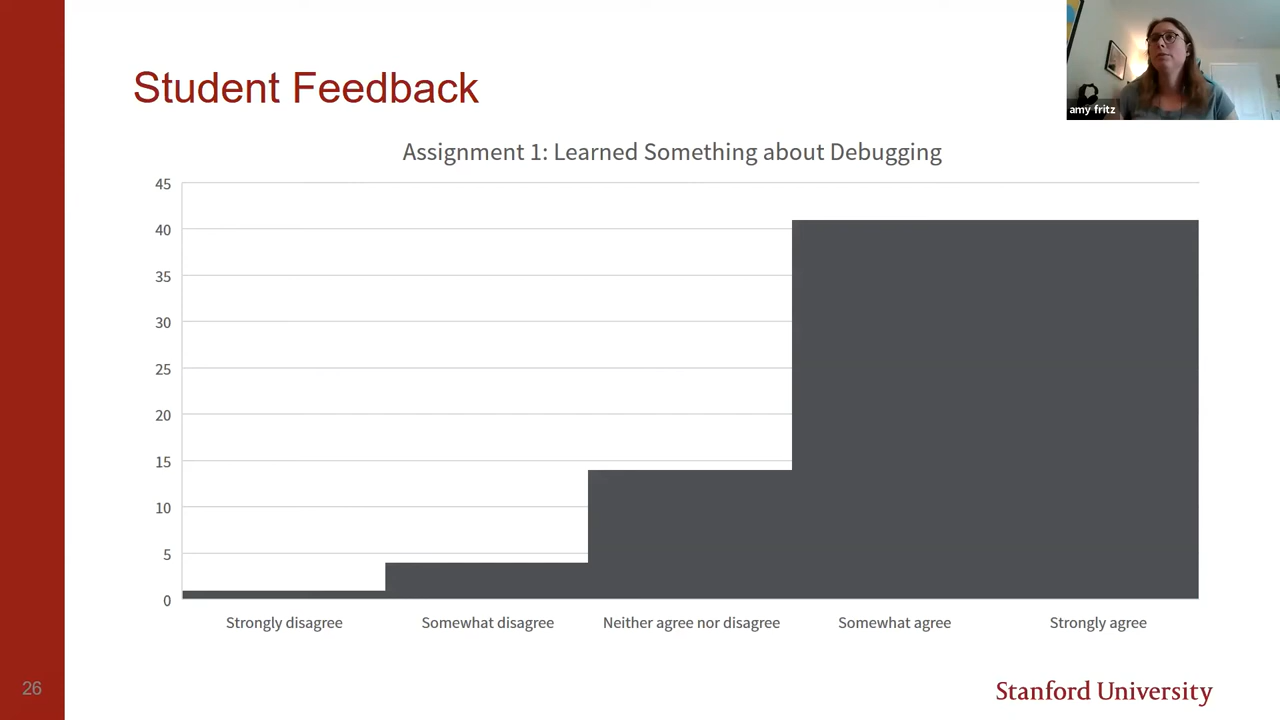 Student Feedback
amy fritz
Assignment 1: Learned Something about Debugging
45
40
35
30
25
20
15
10
5
0
Strongly disagree
Somewhat disagree
Neither agree nor disagree
Somewhat agree
Strongly agree
26
Stanford University